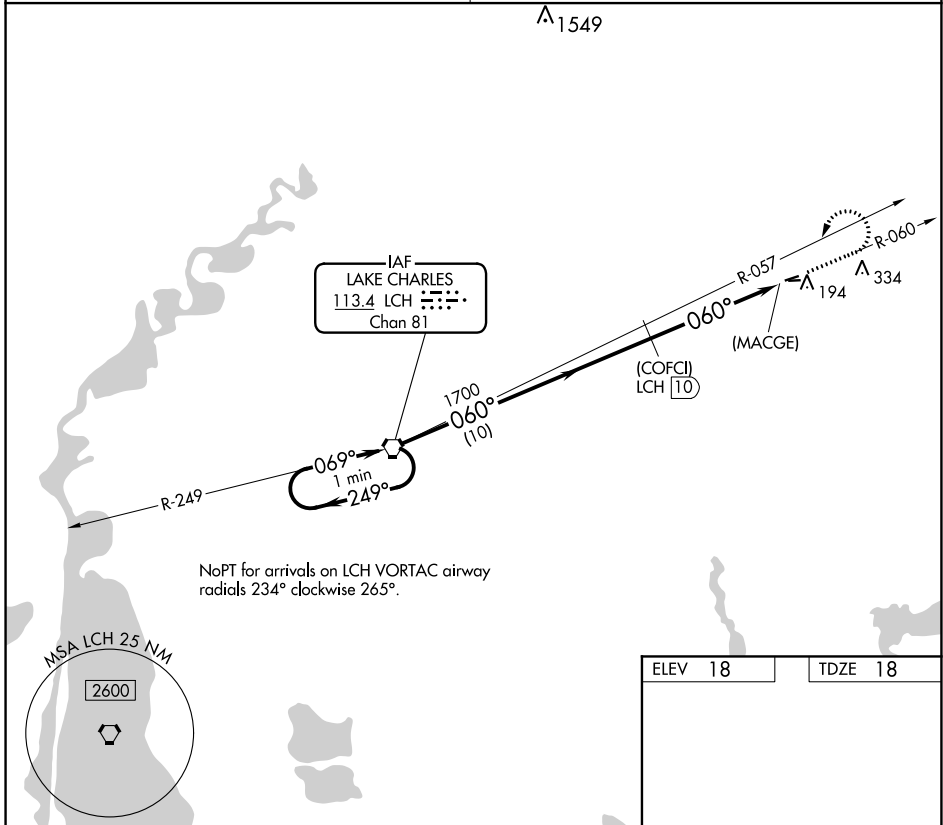 1549
IAF
LAKE CHARLES
113.4 LCH
Chan 81
R-057
R-060
334
194
060°
(MACGE)
(COFCI)
LCH 10
1700
060°
(10)
069°
1 min
249°
R-249
NoPT for arrivals on LCH VORTAC airway
radials 234° clockwise 265°.
MSA LCH 25 NM
2600
ELEV 18
TDZE 18